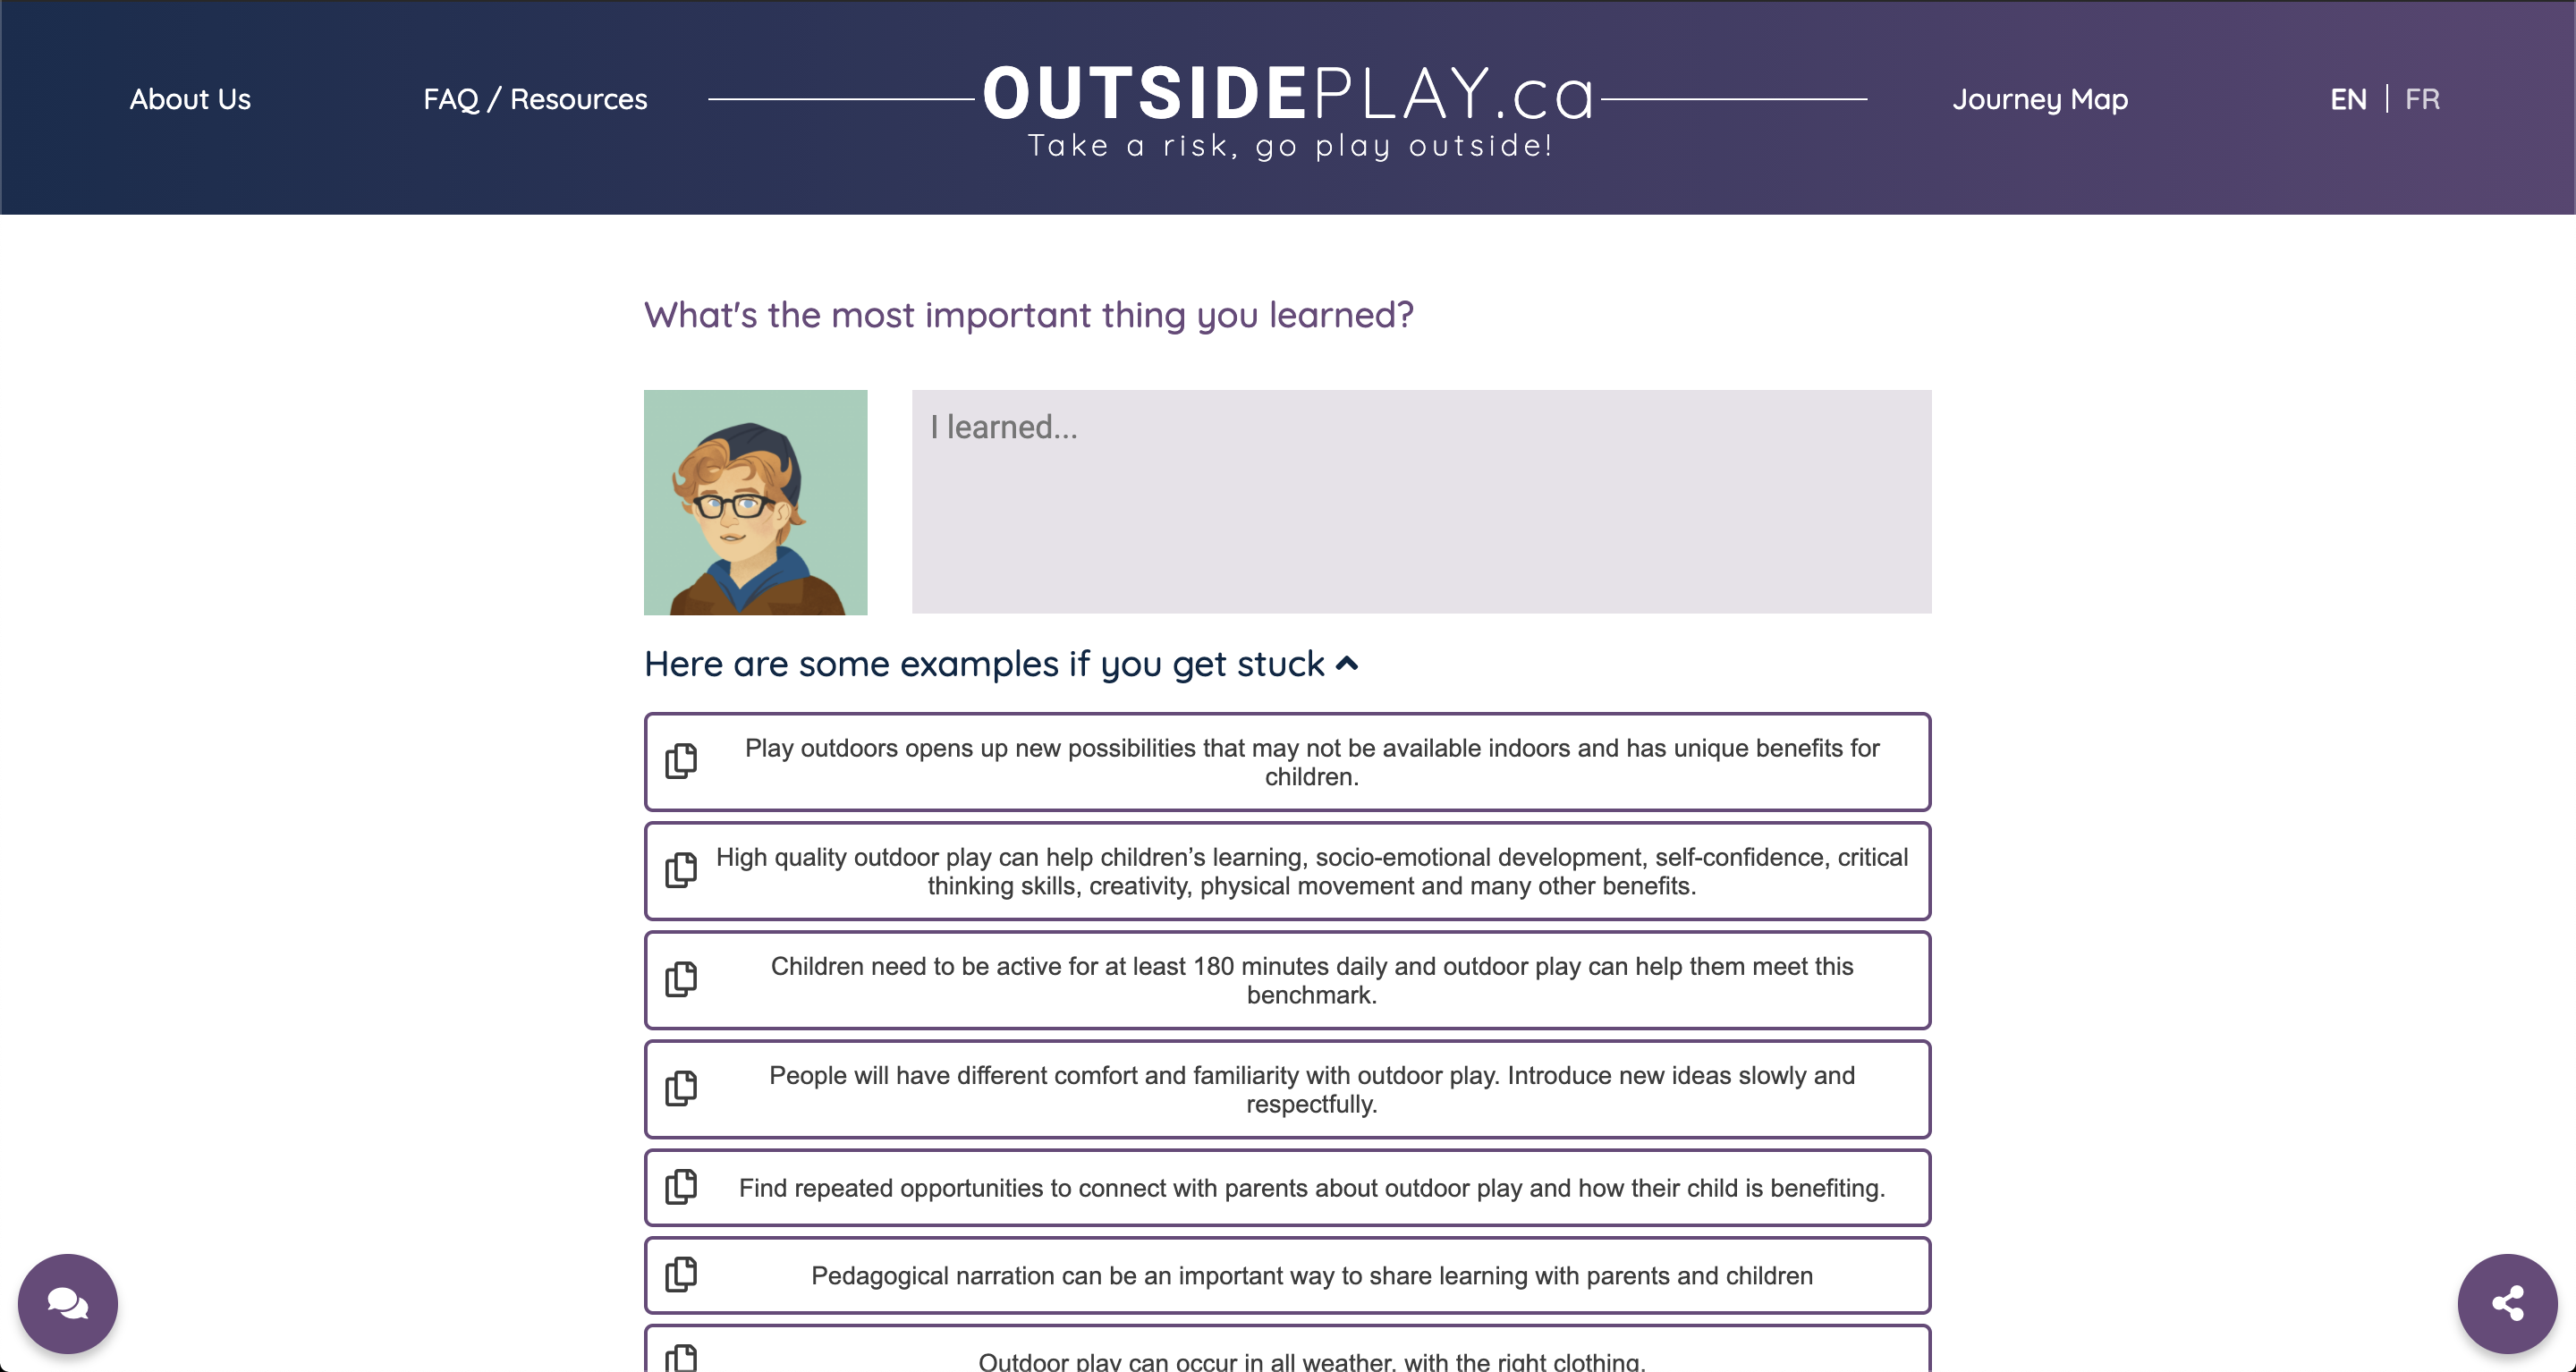 About Us
FAQ / Resources
OUTSIDEPLAY.ca
Take a risk, go play outside!
Journey Map
EN | FR
What's the most important thing you learned?
I learned...
Here are some examples if you get stuck
Play outdoors opens up new possibilities that may not be available indoors and has unique benefits for
children.
High quality outdoor play can help children’s learning, socio-emotional development, self-confidence, critical
thinking skills, creativity, physical movement and many other benefits.
Children need to be active for at least 180 minutes daily and outdoor play can help them meet this
benchmark.
People will have different comfort and familiarity with outdoor play. Introduce new ideas slowly and
respectfully.
Find repeated opportunities to connect with parents about outdoor play and how their child is benefiting.
Pedagogical narration can be an important way to share learning with parents and children
Outdoor play can occur in all weather, with the right clothing.